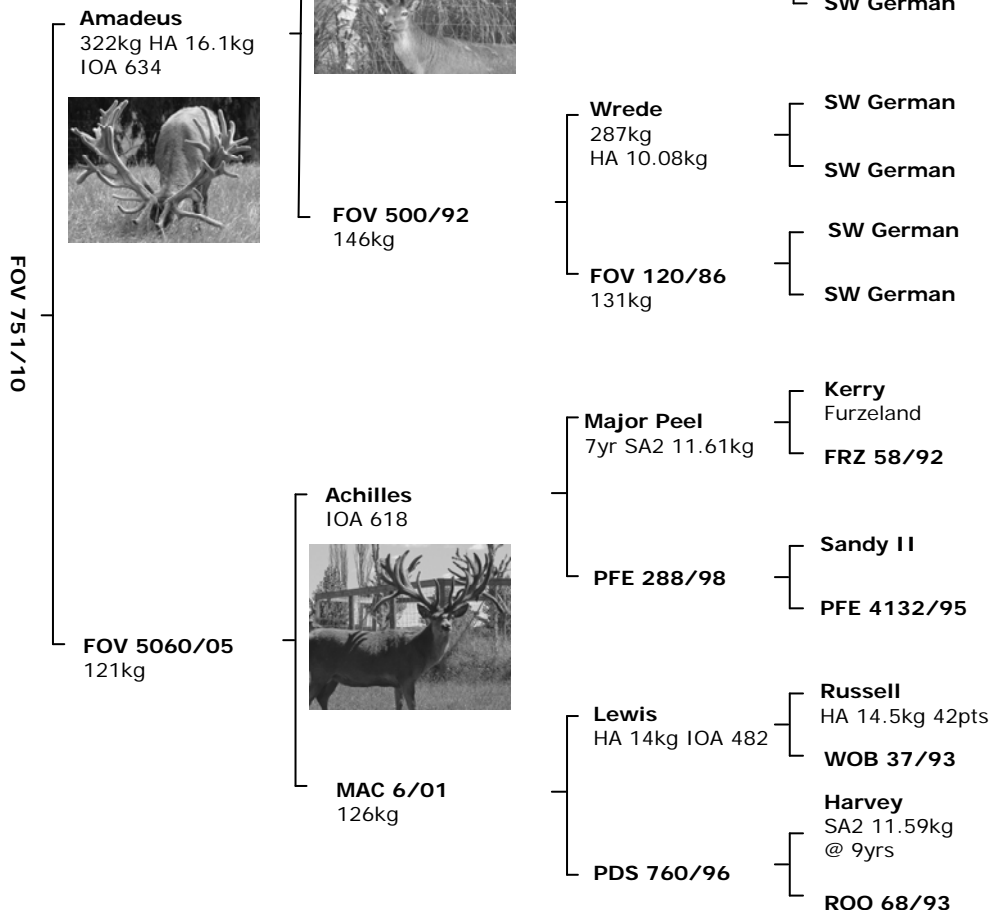 SW German
Amadeus
322kg HA 16.1kg
IOA 634
Wrede
287kg
HA 10.08kg
SW German
SW German
FOV 500/92
146kg
SW German
FOV 120/86
131kg
SW German
FOV 751/10
Kerry
Furzeland
Major Peel
7yr SA2 11.61kg
FRZ 58/92
Achilles
IOA 618
Sandy II
PFE 288/98
PFE 4132/95
FOV 5060/05
121kg
Russell
HA 14.5kg 42pts
Lewis
HA 14kg IOA 482
WOB 37/93
MAC 6/01
126kg
Harvey
SA2 11.59kg
@ 9yrs
PDS 760/96
ROO 68/93